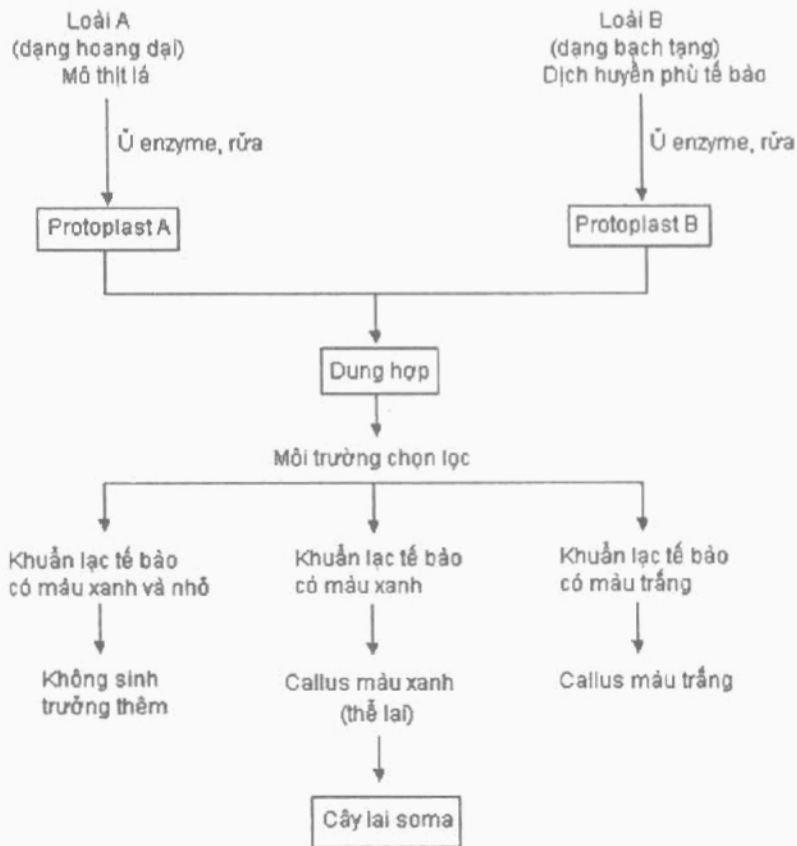 Loài A
(dạng hoang dại)
Mô thịt lá
Loài B
(dạng bạch tạng)
Dịch huyền phù tế bào
Ủ enzyme, rửa
Ủ enzyme, rửa
Protoplast A
Protoplast B
Dung hợp
Môi trường chọn lọc
Khuẩn lạc tế bào
có màu xanh và nhỏ
Khuẩn lạc tế bào
có màu xanh
Khuẩn lạc tế bào
có màu trắng
Không sinh
trưởng thêm
Callus màu xanh
(thể lai)
Callus màu trắng
Cây lai soma